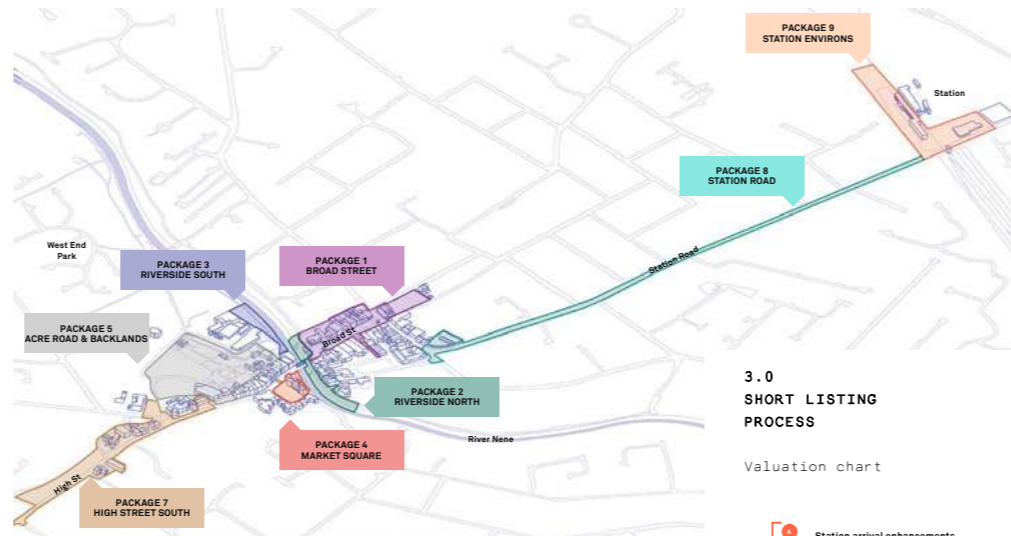 PACKAGE 9
STATION ENVIRONS
Station
PACKAGE 8
STATION ROAD
Station Road
West End
Park
PACKAGE 3
RIVERSIDE SOUTH
PACKAGE 1
BROAD STREET
Broad St
PACKAGE 5
ACRE ROAD & BACKLANDS
PACKAGE 2
RIVERSIDE NORTH
River Nene
PACKAGE 4
MARKET SQUARE
High St
PACKAGE 7
HIGH STREET SOUTH
3.0
SHORT LISTING
PROCESS
Valuation chart
A
Station arrival enhancements